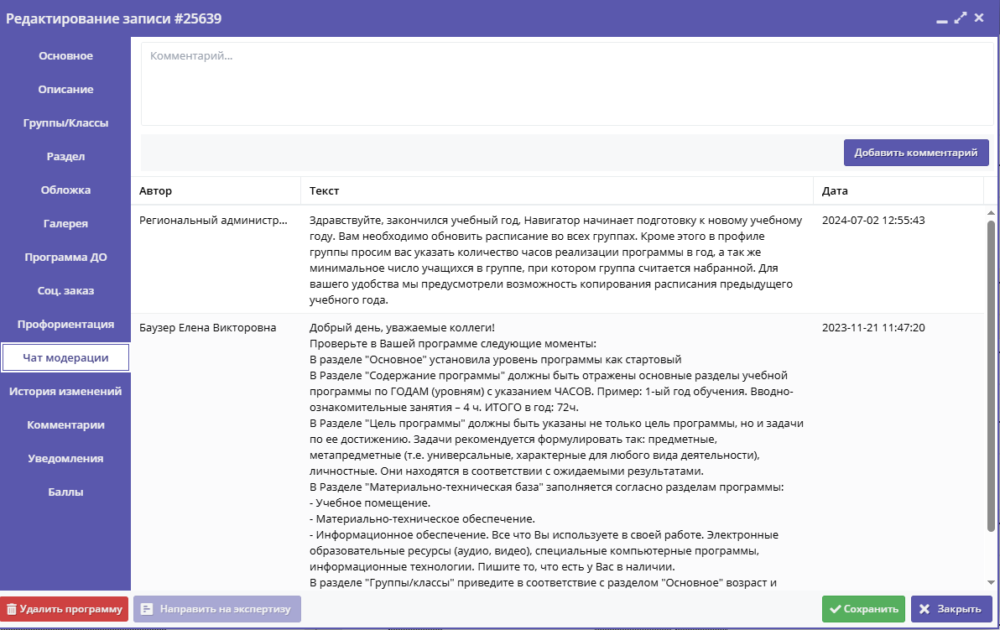 Редактирование записи #25639
Основное
Описание
Группы/Классы
Раздел
Обложка
Галерея
Программа ДО
Соц. заказ
Профориентация
Чат модерации
История изменений
Комментарии
Уведомления
Баллы
Комментарий...
Добавить комментарий
Автор Текст Дата
Региональный администр... Здравствуйте, закончился учебный год, Навигатор начинает подготовку к новому учебному 2024-07-02 12:55:43
году. Вам необходимо обновить расписание во всех группах. Кроме этого в профиле
группы просим вас указать количество часов реализации программы в год, а так же
минимальное число учащихся в группе, при котором группа считается набранной. Для
вашего удобства мы предусмотрели возможность копирования расписания предыдущего
учебного года.
Баузер Елена Викторовна Добрый день, уважаемые коллеги! 2023-11-21 11:47:20
Проверьте в Вашей программе следующие моменты:
В разделе "Основное" установила уровень программы как стартовый
В Разделе "Содержание программы" должны быть отражены основные разделы учебной
программы по ГОДАМ (уровням) с указанием ЧАСОВ. Пример: 1-ый год обучения. Вводно-
ознакомительные занятия – 4 ч. ИТОГО в год: 72ч.
В Разделе "Цель программы" должны быть указаны не только цель программы, но и задачи
по ее достижению. Задачи рекомендуется формулировать так: предметные,
метапредметные (т.е. универсальные, характерные для любого вида деятельности),
личностные. Они находятся в соответствии с ожидаемыми результатами.
В Разделе "Материально-техническая база" заполняется согласно разделам программы:
- Учебное помещение.
- Материально-техническое обеспечение.
- Информационное обеспечение. Все что Вы используете в своей работе. Электронные
образовательные ресурсы (аудио, видео), специальные компьютерные программы,
информационные технологии. Пишите то, что есть у Вас в наличии.
В разделе "Группы/классы" приведите в соответствие с разделом "Основное" возраст и
Удалить программу
Направить на экспертизу
Сохранить
Закрыть